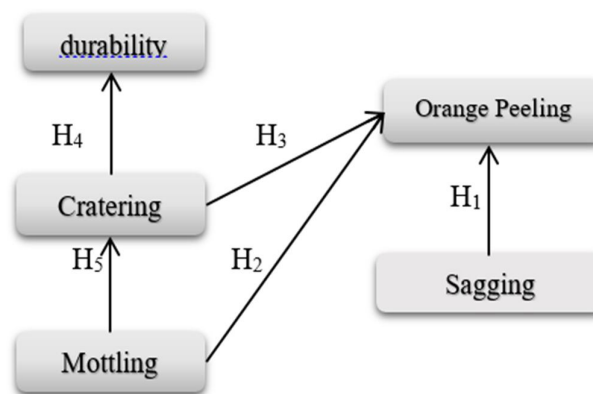 durability
Orange Peeling
H4
H3
Cratering
H1
H5
H2
Sagging
Mottling